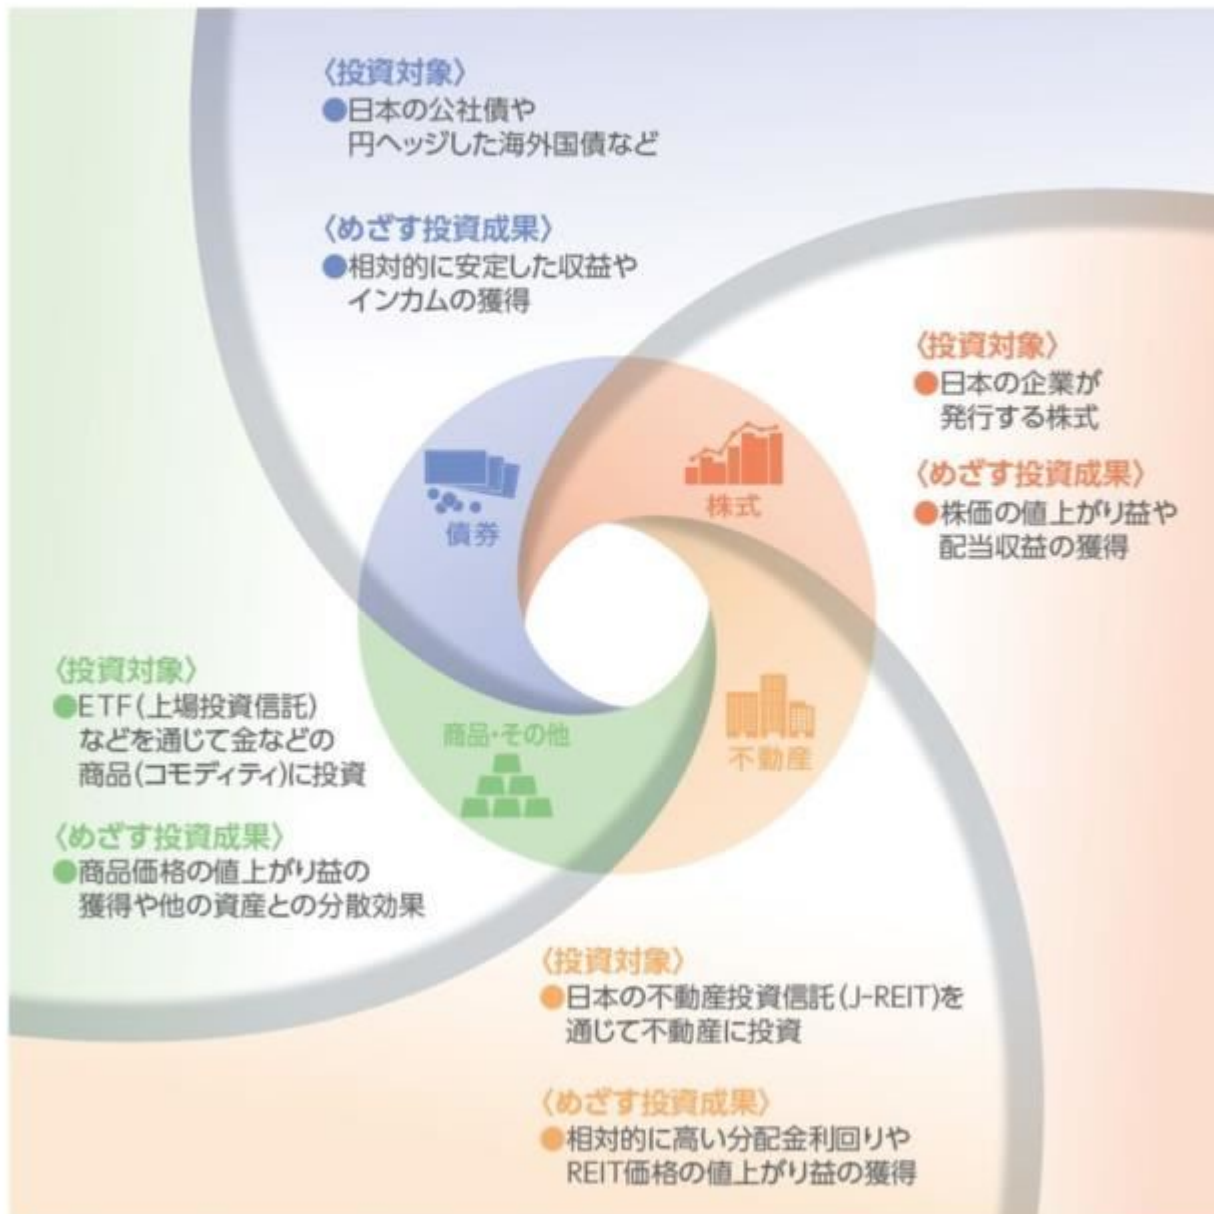 〈投資対象〉
●日本の公社債や
円ヘッジした海外国債など
〈めざす投資成果〉
●相対的に安定した収益や
インカムの獲得
〈投資対象〉
●日本の企業が
発行する株式
〈めざす投資成果〉
●株価の値上がり益や
配当収益の獲得
債券
株式
商品・その他
不動産
〈投資対象〉
●ETF(上場投資信託)
などを通じて金などの
商品(コモディティ)に投資
〈めざす投資成果〉
●商品価格の値上がり益の
獲得や他の資産との分散効果
〈投資対象〉
●日本の不動産投資信託(J-REIT)を
通じて不動産に投資
〈めざす投資成果〉
●相対的に高い分配金利回りや
REIT価格の値上がり益の獲得